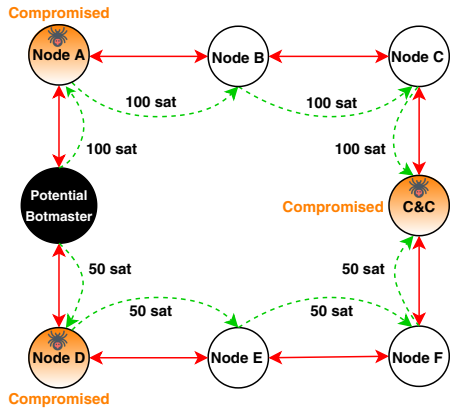 Compromised
Node A
Node B
Node C
100 sat
100 sat
100 sat
100 sat
Potential
Botmaster
Compromised
C&C
50 sat
50 sat
50 sat
50 sat
Node D
Node E
Node F
Compromised